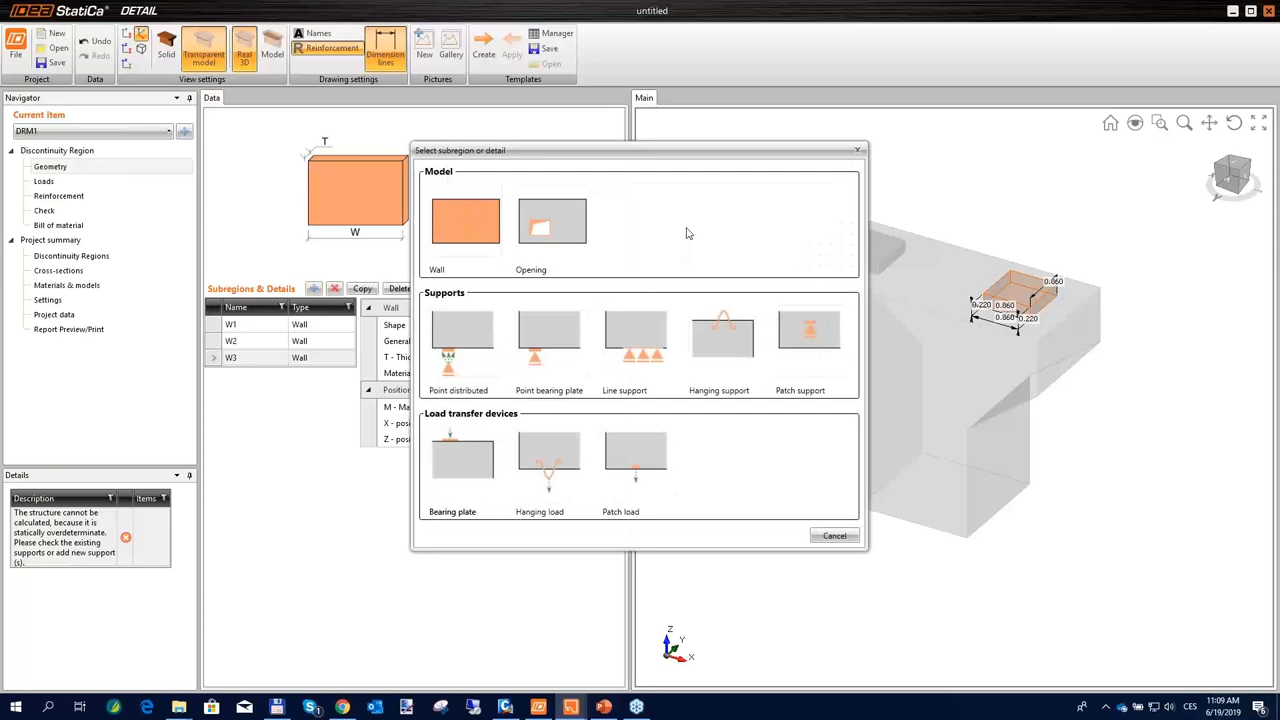 IDEA StatiCa® DETAIL
untitled
File
New
Open
Save
Project
Undo
Redo
Data
Solid
Transparent
model
Real
3D
Model
View settings
Names
Reinforcement
Dimension
lines
Drawing settings
New
Gallery
Pictures
Create
Apply
Manager
Save
Open
Templates
Navigator
Current item
DRM1
Discontinuity Region
Geometry
Loads
Reinforcement
Check
Bill of material
Project summary
Discontinuity Regions
Cross-sections
Materials & models
Settings
Project data
Report Preview/Print
Details
Description
Items
The structure cannot be
calculated, because it is
statically overdeterminate.
Please check the existing
supports or add new support
(s).
Data
T
W
Subregions & Details
Copy
Delete
Name
Type
W1
Wall
W2
Wall
W3
Wall
Wall
Shape
General
T - Thic
Materia
Position
M - Ma
X - posi
Z - posi
Select subregion or detail
Model
Wall
Opening
Supports
Point distributed
Point bearing plate
Line support
Hanging support
Patch support
Load transfer devices
Bearing plate
Hanging load
Patch load
Cancel
Main
0.860
0.220
0.860
0.860
0.220
Z
Y
X
CES
11:09 AM
6/19/2019